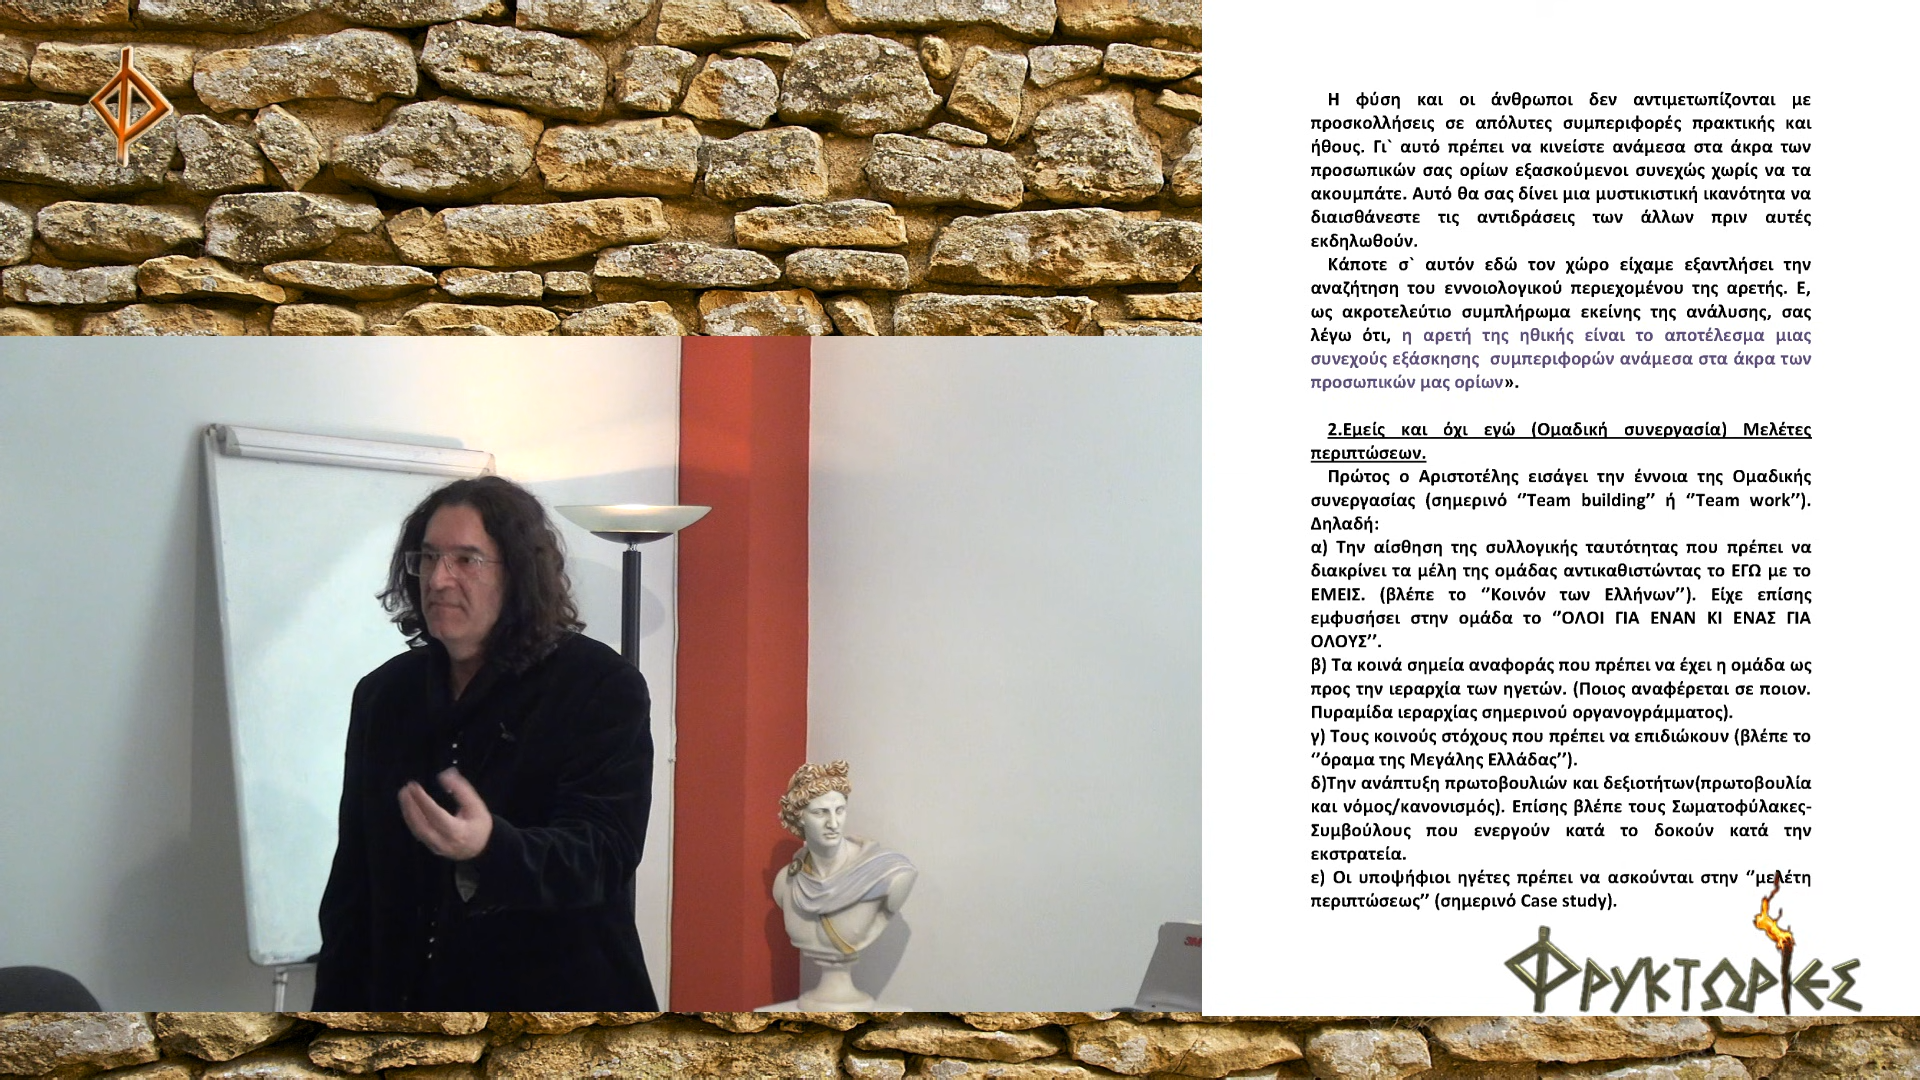 Η φύση και οι άνθρωποι δεν αντιμετωπίζονται με
προσκολλήσεις σε απόλυτες συμπεριφορές πρακτικής και
ήθους. Γι` αυτό πρέπει να κινείστε ανάμεσα στα άκρα των
προσωπικών σας ορίων εξασκούμενοι συνεχώς χωρίς να τα
ακουμπάτε. Αυτό θα σας δίνει μια μυστικιστική ικανότητα να
διαισθάνεστε τις αντιδράσεις των άλλων πριν αυτές
εκδηλωθούν.
Κάποτε σ` αυτόν εδώ τον χώρο είχαμε εξαντλήσει την
αναζήτηση του εννοιολογικού περιεχομένου της αρετής. Ε,
ως ακροτελεύτιο συμπλήρωμα εκείνης της ανάλυσης, σας
λέγω ότι, η αρετή της ηθικής είναι το αποτέλεσμα μιας
συνεχούς εξάσκησης συμπεριφορών ανάμεσα στα άκρα των
προσωπικών μας ορίων».
2.Εμείς και όχι εγώ (Ομαδική συνεργασία) Μελέτες
περιπτώσεων.
Πρώτος ο Αριστοτέλης εισάγει την έννοια της Ομαδικής
συνεργασίας (σημερινό ‘’Team building’’ ή ‘’Team work’’).
Δηλαδή:
α) Την αίσθηση της συλλογικής ταυτότητας που πρέπει να
διακρίνει τα μέλη της ομάδας αντικαθιστώντας το ΕΓΩ με το
ΕΜΕΙΣ. (βλέπε το ‘’Κοινόν των Ελλήνων’’). Είχε επίσης
εμφυσήσει στην ομάδα το ‘’ΌΛΟΙ ΓΙΑ ΕΝΑΝ ΚΙ ΕΝΑΣ ΓΙΑ
ΟΛΟΥΣ’’.
β) Τα κοινά σημεία αναφοράς που πρέπει να έχει η ομάδα ως
προς την ιεραρχία των ηγετών. (Ποιος αναφέρεται σε ποιον.
Πυραμίδα ιεραρχίας σημερινού οργανογράμματος).
γ) Τους κοινούς στόχους που πρέπει να επιδιώκουν (βλέπε το
‘’όραμα της Μεγάλης Ελλάδας’’).
δ)Την ανάπτυξη πρωτοβουλιών και δεξιοτήτων(πρωτοβουλία
και νόμος/κανονισμός). Επίσης βλέπε τους Σωματοφύλακες-
Συμβούλους που ενεργούν κατά το δοκούν κατά την
εκστρατεία.
ε) Οι υποψήφιοι ηγέτες πρέπει να ασκούνται στην ‘’μελέτη
περιπτώσεως’’ (σημερινό Case study).
ΦΡΥΚΤΩΡΙΕΣ
3M